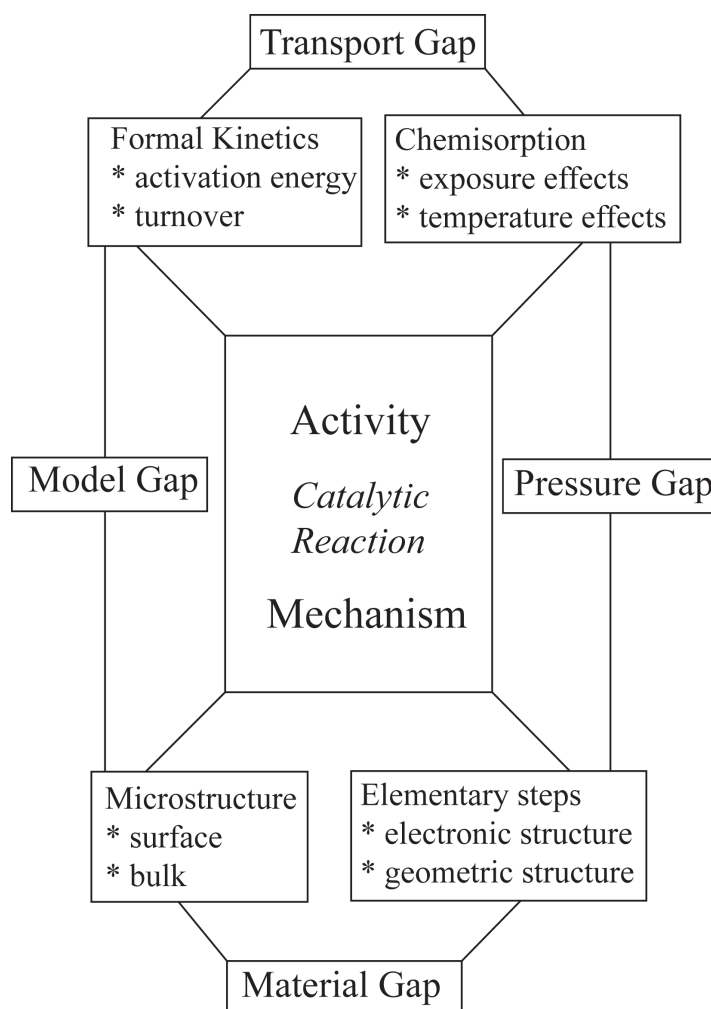 Transport Gap
Formal Kinetics
* activation energy
* turnover
Chemisorption
* exposure effects
* temperature effects
Activity
Catalytic
Reaction
Mechanism
Model Gap
Pressure Gap
Microstructure
* surface
* bulk
Elementary steps
* electronic structure
* geometric structure
Material Gap